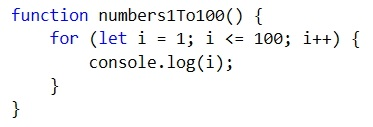 function numbers1To100() {
    for (let i = 1; i <= 100; i++) {
        console.log(i);
    }
}